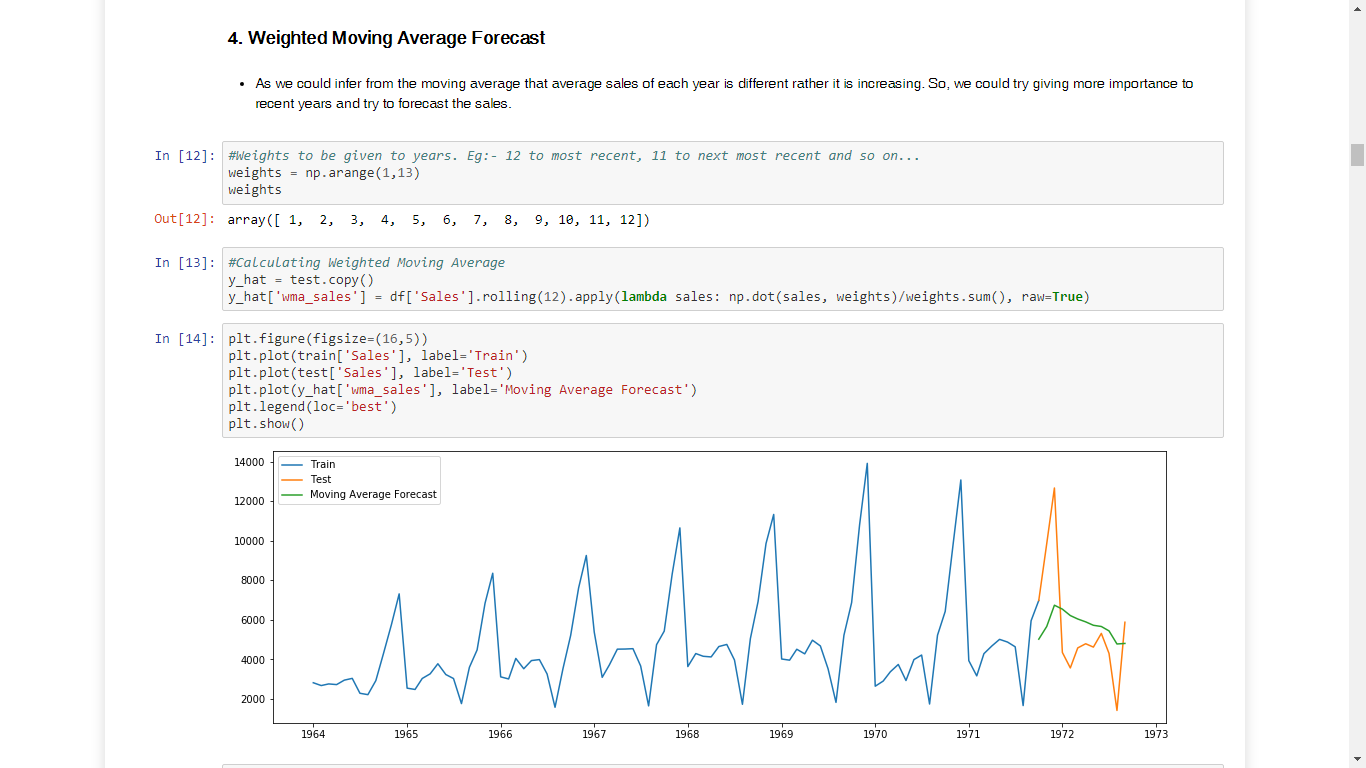 4. Weighted Moving Average Forecast
• As we could infer from the moving average that average sales of each year is different rather it is increasing. So, we could try giving more importance to
recent years and try to forecast the sales.
In [12]: #Weights to be given to years. Eg:- 12 to most recent, 11 to next most recent and so on...
weights = np.arange(1,13)
weights
Out[12]: array([ 1,  2,  3,  4,  5,  6,  7,  8,  9, 10, 11, 12])
In [13]: #Calculating Weighted Moving Average
y_hat = test.copy()
y_hat['wma_sales'] = df['Sales'].rolling(12).apply(lambda sales: np.dot(sales, weights)/weights.sum(), raw=True)
In [14]: plt.figure(figsize=(16,5))
plt.plot(train['Sales'], label='Train')
plt.plot(test['Sales'], label='Test')
plt.plot(y_hat['wma_sales'], label='Moving Average Forecast')
plt.legend(loc='best')
plt.show()
Train
Test
Moving Average Forecast
14000
12000
10000
8000
6000
4000
2000
1964 1965 1966 1967 1968 1969 1970 1971 1972 1973